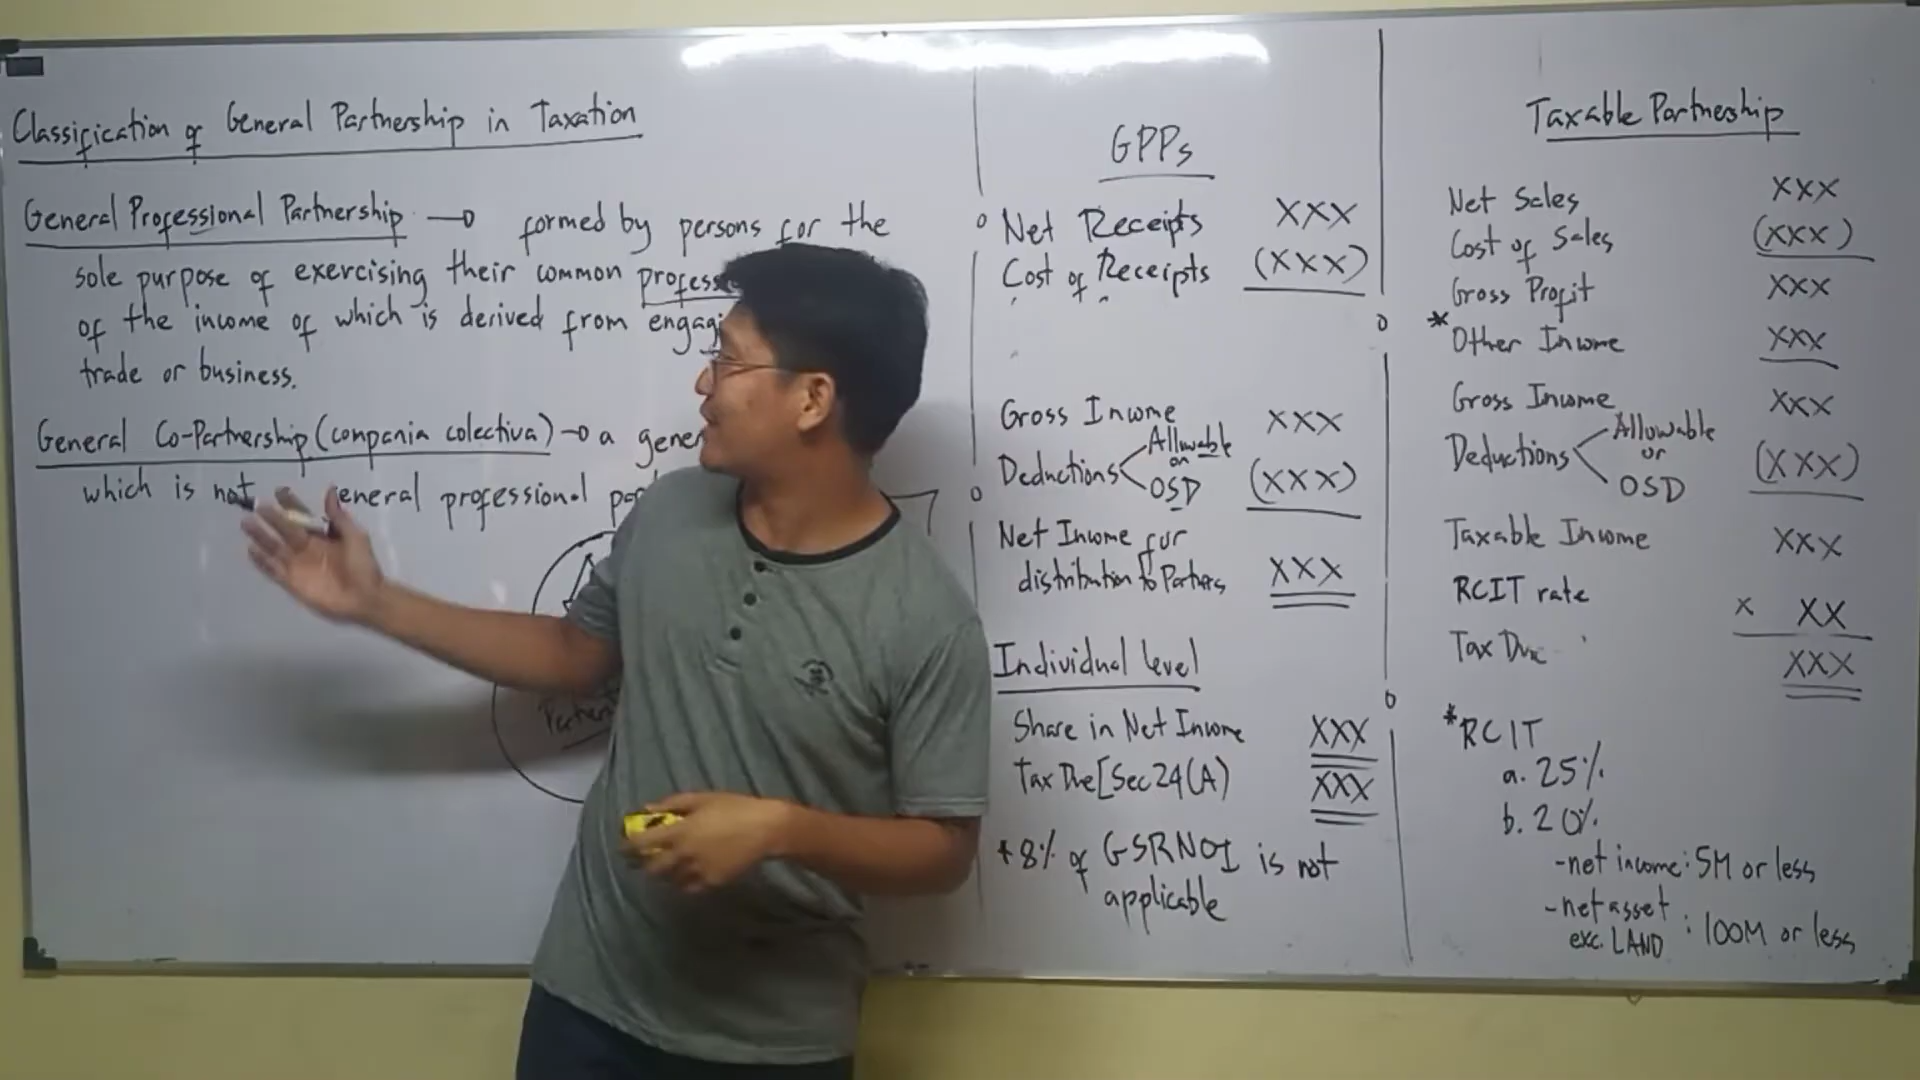 Classification of General Partnership in Taxation
General Professional Partnership → formed by persons for the
sole purpose of exercising their common
of the income of which is derived from
trade or business.
General Co-Partnership (compania colectiva) → a
which is not general professional
GPPs
Net Receipts XXX
Cost of Receipts (XXX)
Gross Income XXX
Deductions < Allowable or OSD (XXX)
Net Income for
distribution to Partners XXX
Individual level
Share in Net Income XXX
Tax Due [Sec 24(A) XXX
* 8% of GSRNOI is not
applicable
Taxable Partnership
Net Sales XXX
Cost of Sales (XXX)
Gross Profit XXX
* Other Income XXX
Gross Income XXX
Deductions < Allowable or OSD (XXX)
Taxable Income XXX
RCIT rate x XX
Tax Due XXX
* RCIT
a. 25%
b. 20%
- net income : 5M or less
- net asset
exc. LAND : 100M or less